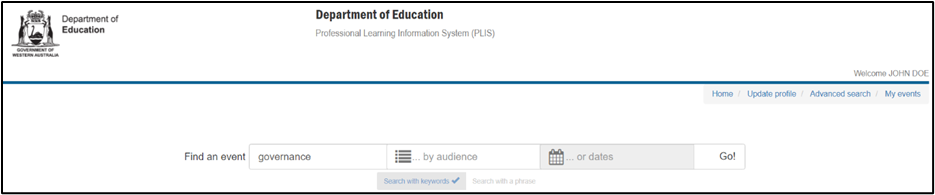 Department of
Education
GOVERNMENT OF
WESTERN AUSTRALIA
Department of Education
Professional Learning Information System (PLIS)
Welcome JOHN DOE
Home / Update profile / Advanced search / My events
Find an event governance ... by audience ... or dates Go!
Search with keywords ✔ Search with a phrase